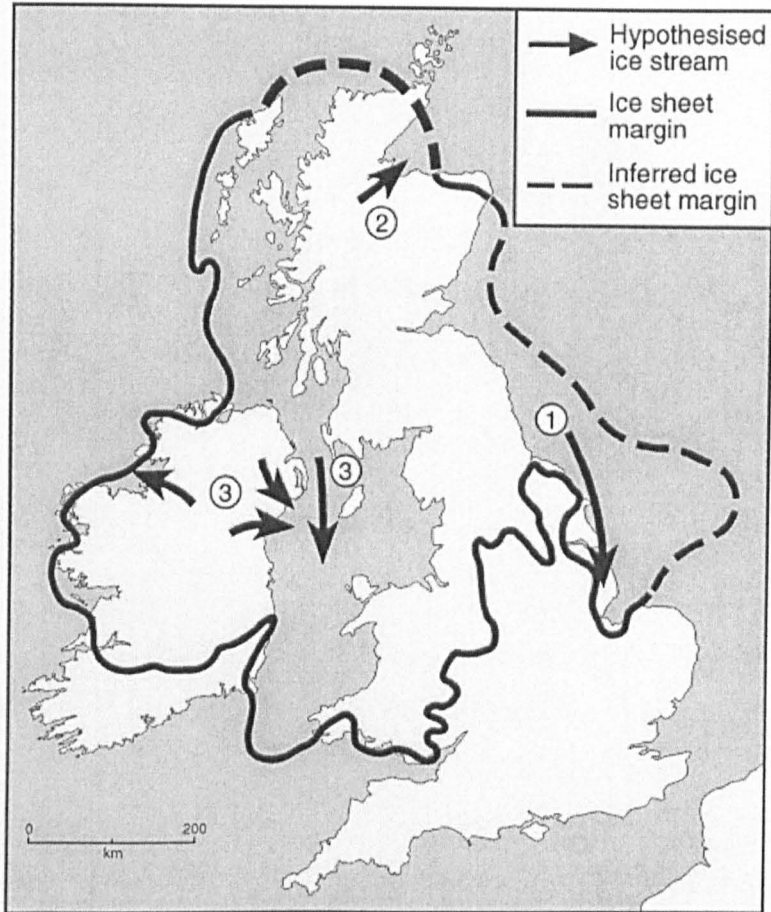 Hypothesised
ice stream
Ice sheet
margin
Inferred ice
sheet margin
2
1
3
3
0 200
km